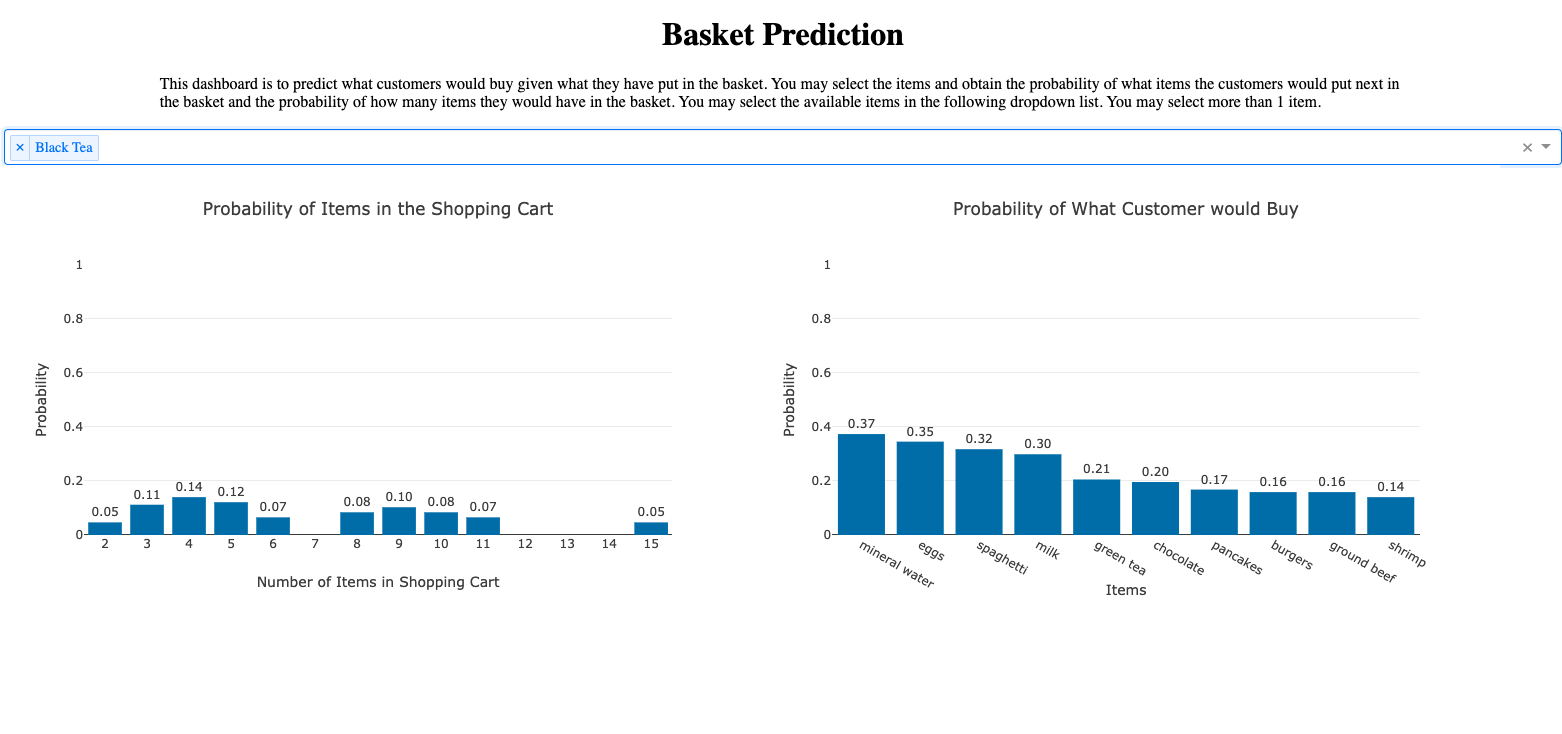 Basket Prediction
This dashboard is to predict what customers would buy given what they have put in the basket. You may select the items and obtain the probability of what items the customers would put next in
the basket and the probability of how many items they would have in the basket. You may select the available items in the following dropdown list. You may select more than 1 item.
× Black Tea
Probability of Items in the Shopping Cart
1
0.8
0.6
0.4
0.2
0
Probability
0.05 0.11 0.14 0.12 0.07 0.08 0.10 0.08 0.07 0.05
2 3 4 5 6 7 8 9 10 11 12 13 14 15
Number of Items in Shopping Cart
Probability of What Customer would Buy
1
0.8
0.6
0.4
0.2
0
Probability
0.37 0.35 0.32 0.30 0.21 0.20 0.17 0.16 0.16 0.14
mineral water
eggs
spaghetti
milk
green tea
chocolate
pancakes
burgers
ground beef
shrimp
Items